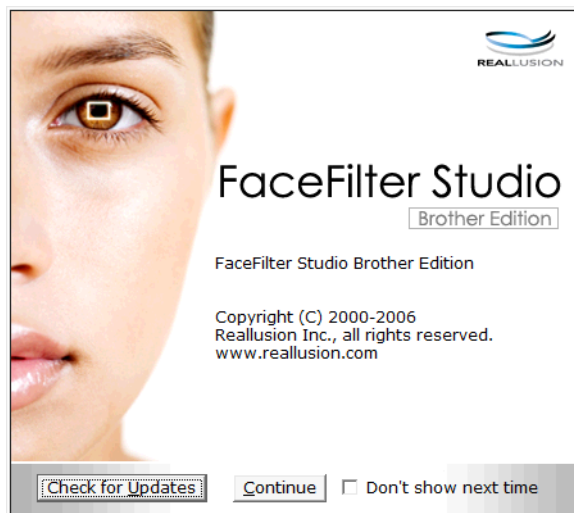 REALLUSION
FaceFilter Studio
Brother Edition
FaceFilter Studio Brother Edition
Copyright (C) 2000-2006
Reallusion Inc., all rights reserved.
www.reallusion.com
Check for Updates
Continue
Don't show next time